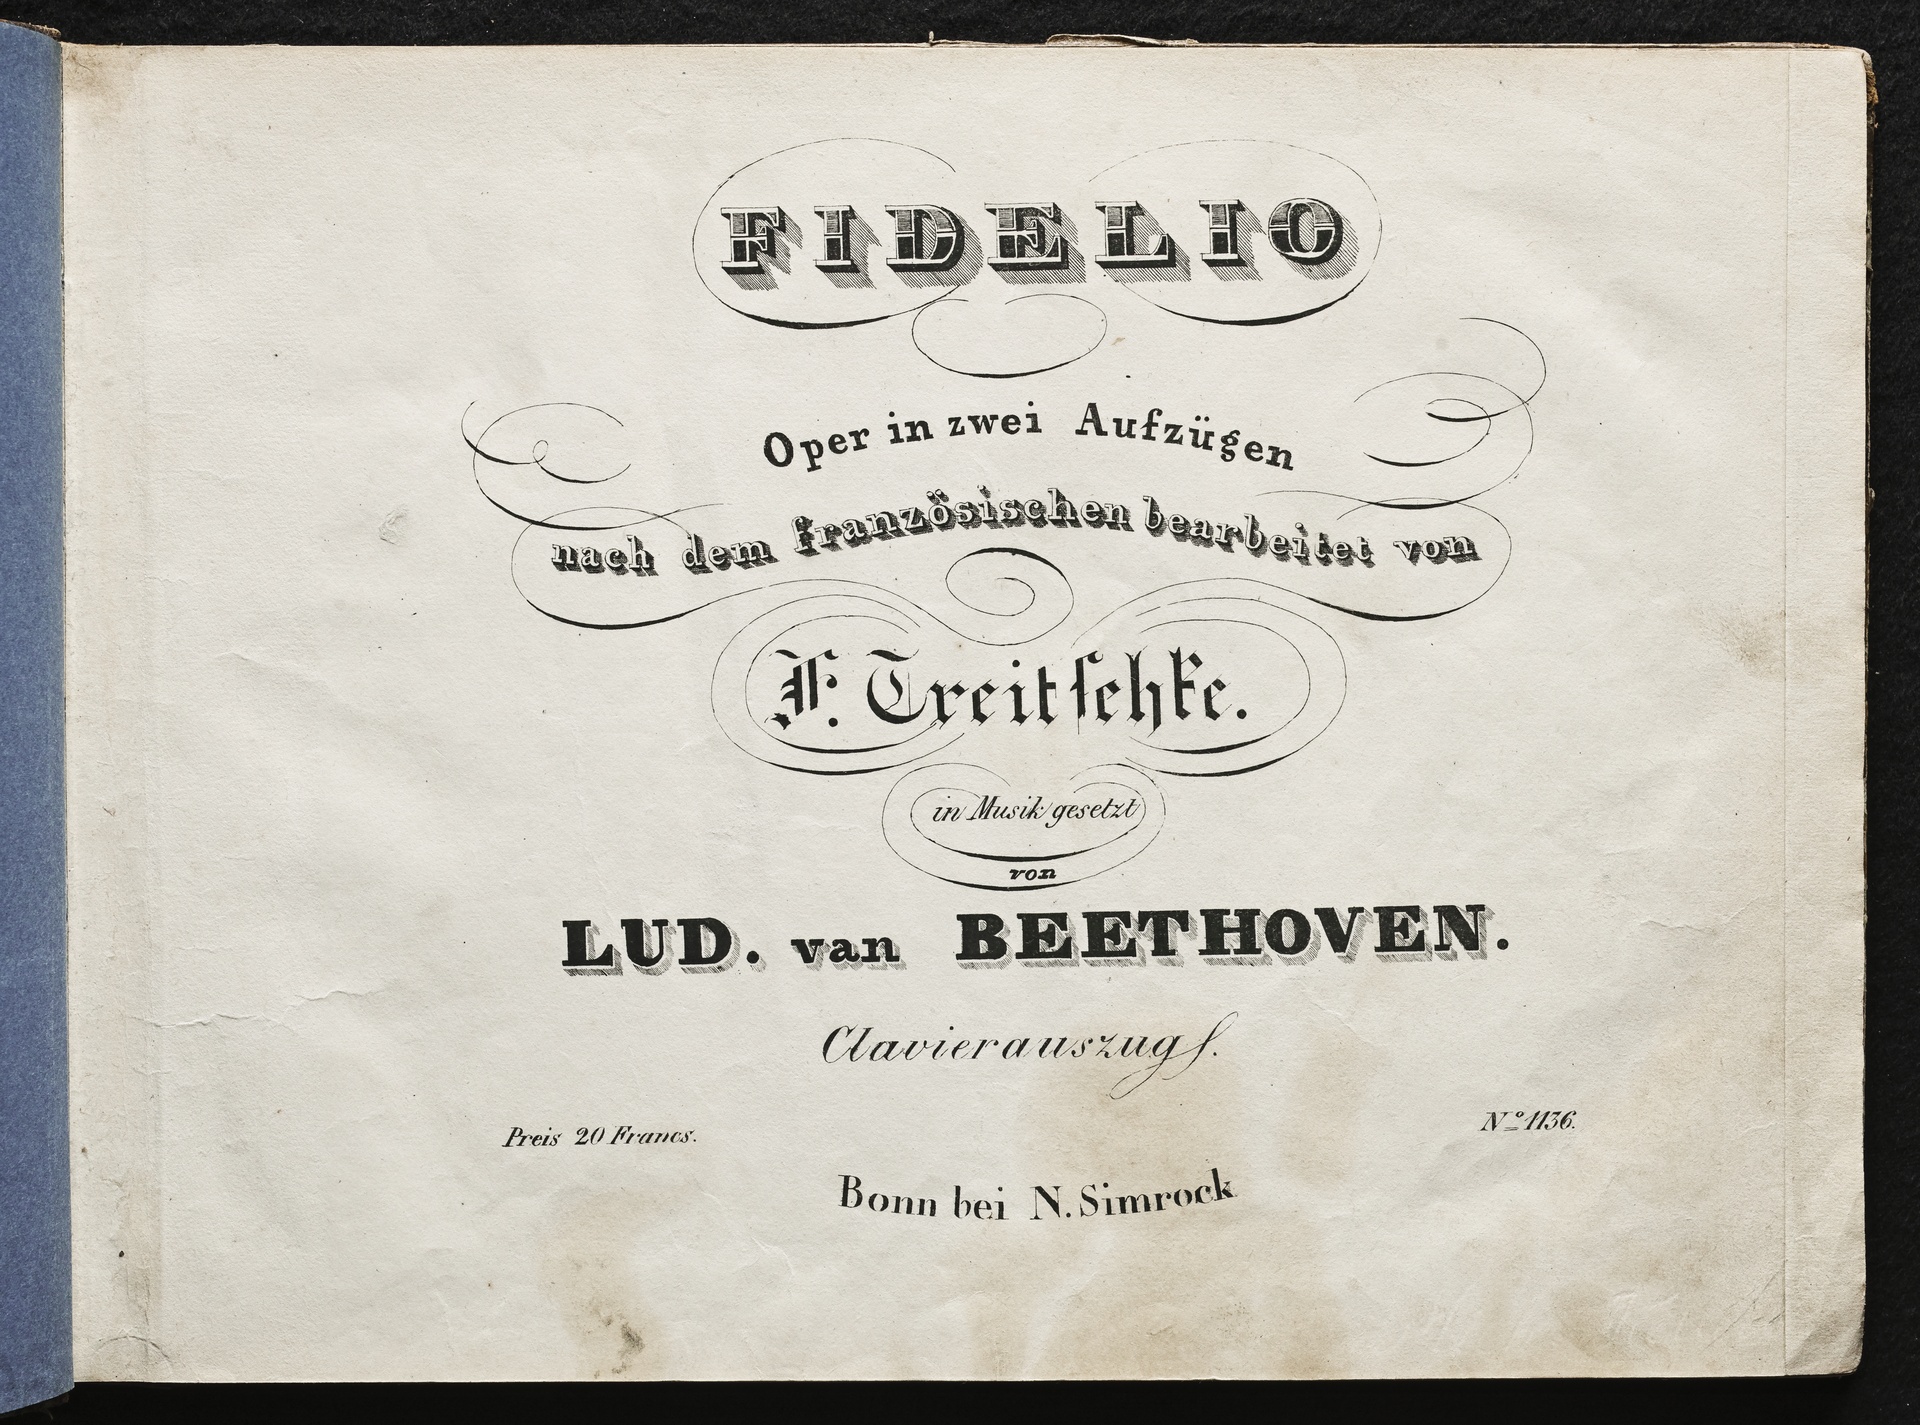 FIDELIO
Oper in zwei Aufzügen
nach dem französischen bearbeitet von
F. Treitſchke.
in Musik gesetzt
von
LUD. van BEETHOVEN.
Clavierauszug
Preis 20 Francs.
Nº 1136.
Bonn bei N. Simrock